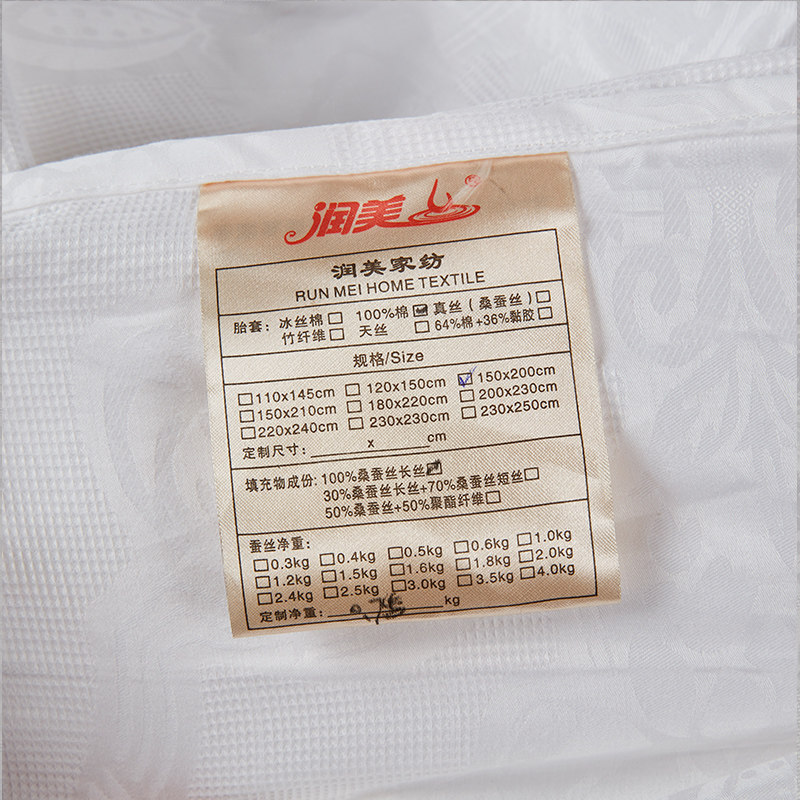 润美
润美家纺
RUN MEI HOME TEXTILE
胎套: 冰丝棉□ 100%棉☑ 真丝(桑蚕丝)□
竹纤维□ 天丝 □ 64%棉+36%黏胶□
规格/Size
□110x145cm □120x150cm ☑150x200cm
□150x210cm □180x220cm □200x230cm
□220x240cm □230x230cm □230x250cm
定制尺寸:______x______cm
填充物成份: 100%桑蚕丝长丝☑
30%桑蚕丝长丝+70%桑蚕短丝□
50%桑蚕丝+50%聚酯纤维□
蚕丝净重:
□0.3kg □0.4kg □0.5kg □0.6kg □1.0kg
□1.2kg □1.5kg □1.6kg □1.8kg □2.0kg
□2.4kg □2.5kg □3.0kg □3.5kg □4.0kg
定制净重:____________kg